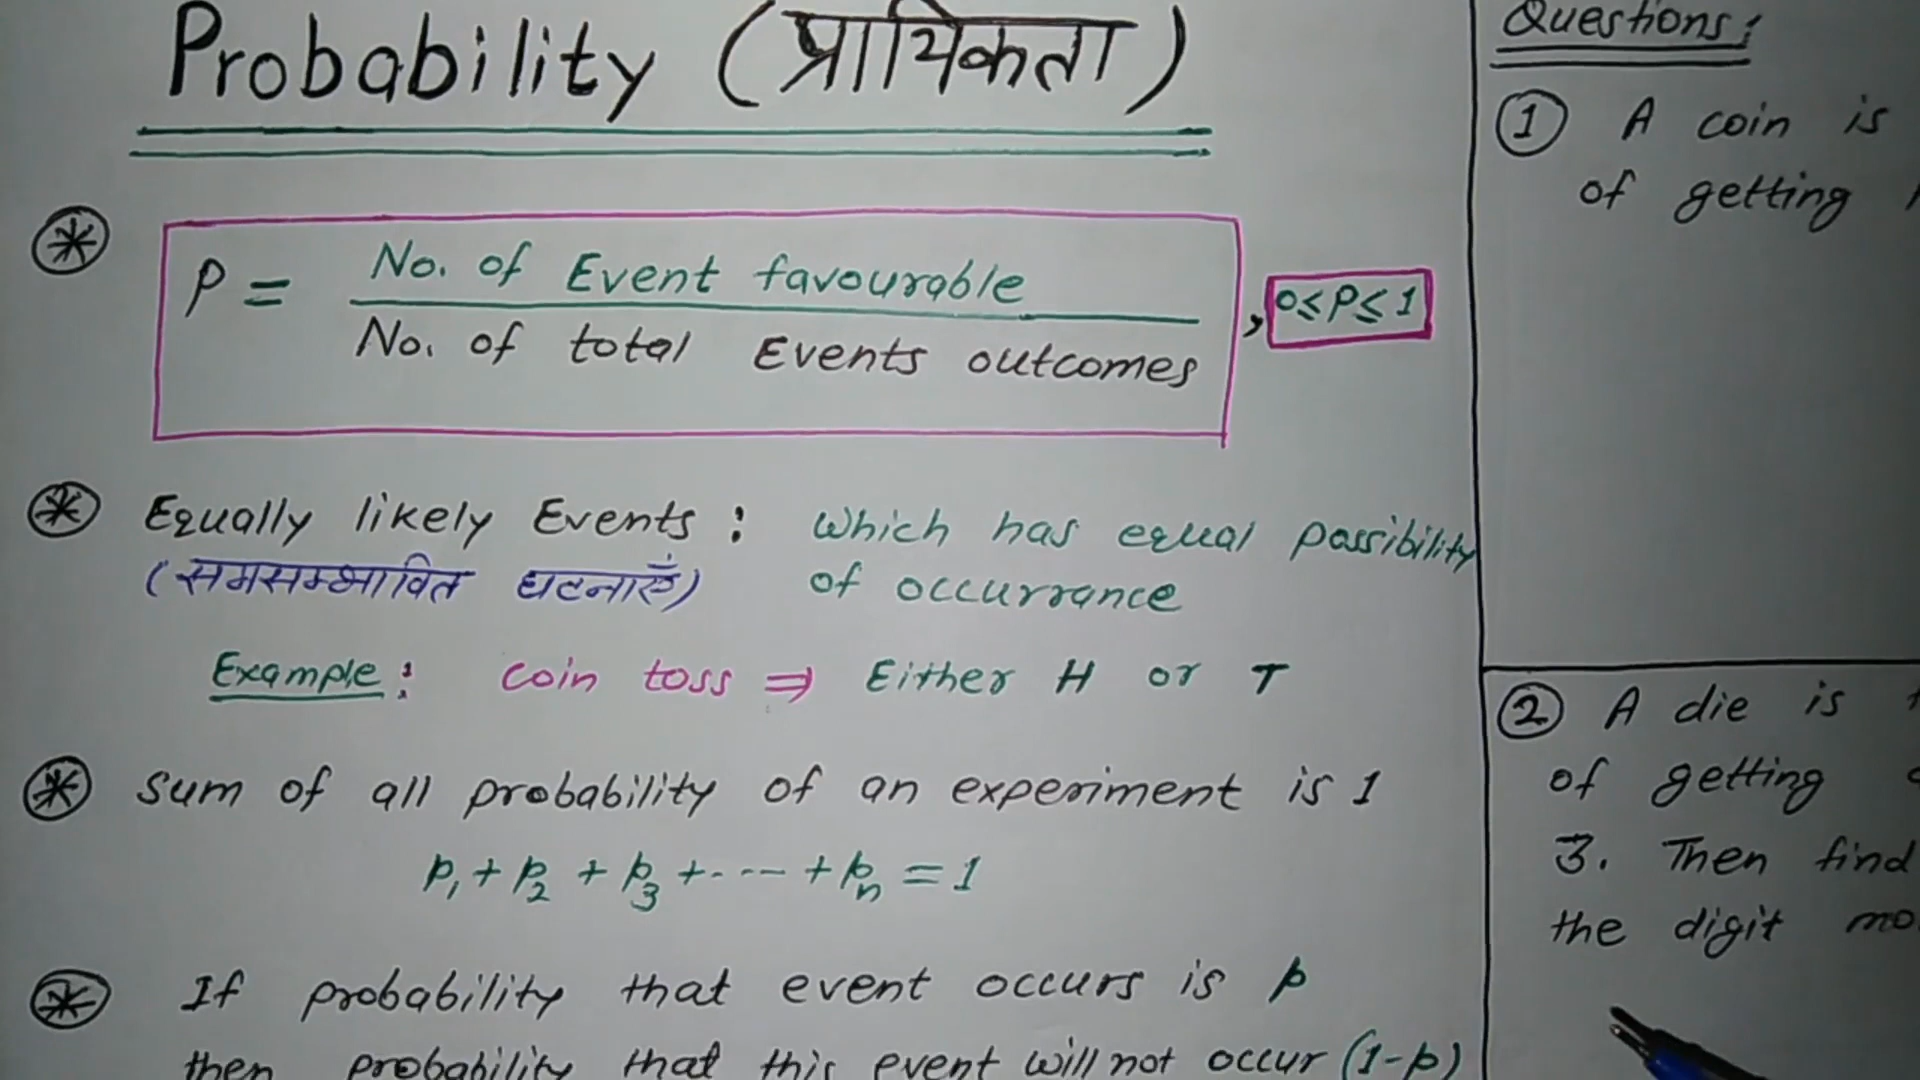 Probability (प्रायिकता)
P = No. of Event favourable
No. of total Events outcomes
, 0≤P≤1
Equally likely Events : Which has equal possibility
(समसम्भावित घटनाएँ) of occurrance
Example : Coin toss ⇒ Either H or T
Sum of all probability of an experiment is 1
p₁ + p₂ + p₃ + ---- + pₙ = 1
If probability that event occurs is p
then probability that this event will not occur (1-p)
Questions :
① A coin is
of getting
② A die is
of getting
3. Then find
the digit